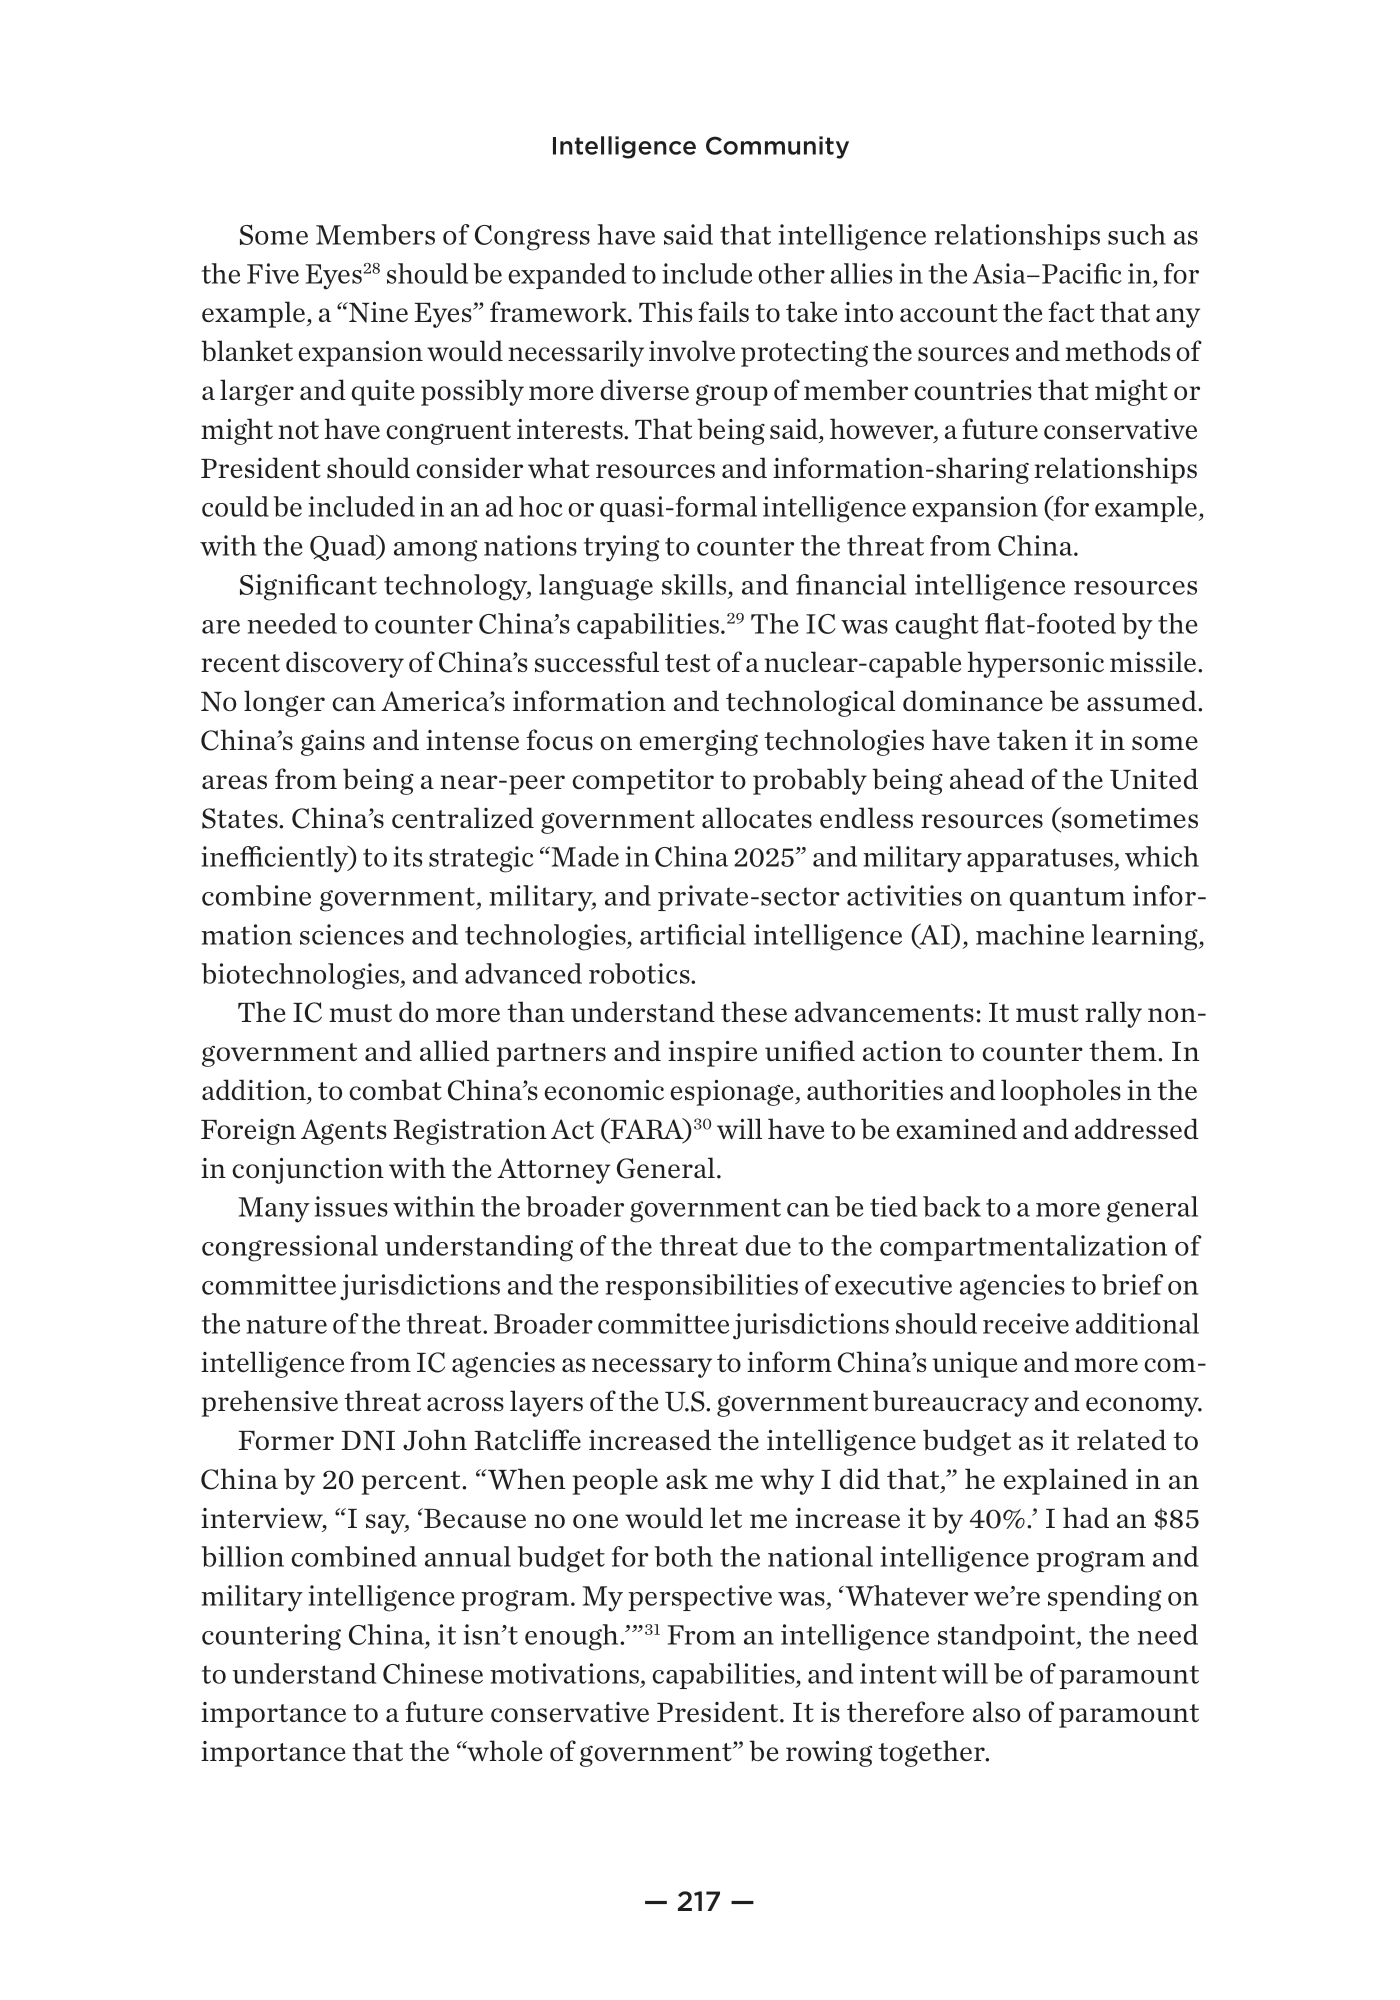 Intelligence Community
Some Members of Congress have said that intelligence relationships such as
the Five Eyes28 should be expanded to include other allies in the Asia–Pacific in, for
example, a “Nine Eyes” framework. This fails to take into account the fact that any
blanket expansion would necessarily involve protecting the sources and methods of
a larger and quite possibly more diverse group of member countries that might or
might not have congruent interests. That being said, however, a future conservative
President should consider what resources and information-sharing relationships
could be included in an ad hoc or quasi-formal intelligence expansion (for example,
with the Quad) among nations trying to counter the threat from China.
Significant technology, language skills, and financial intelligence resources
are needed to counter China’s capabilities.29 The IC was caught flat-footed by the
recent discovery of China’s successful test of a nuclear-capable hypersonic missile.
No longer can America’s information and technological dominance be assumed.
China’s gains and intense focus on emerging technologies have taken it in some
areas from being a near-peer competitor to probably being ahead of the United
States. China’s centralized government allocates endless resources (sometimes
inefficiently) to its strategic “Made in China 2025” and military apparatuses, which
combine government, military, and private-sector activities on quantum infor-
mation sciences and technologies, artificial intelligence (AI), machine learning,
biotechnologies, and advanced robotics.
The IC must do more than understand these advancements: It must rally non-
government and allied partners and inspire unified action to counter them. In
addition, to combat China’s economic espionage, authorities and loopholes in the
Foreign Agents Registration Act (FARA)30 will have to be examined and addressed
in conjunction with the Attorney General.
Many issues within the broader government can be tied back to a more general
congressional understanding of the threat due to the compartmentalization of
committee jurisdictions and the responsibilities of executive agencies to brief on
the nature of the threat. Broader committee jurisdictions should receive additional
intelligence from IC agencies as necessary to inform China’s unique and more com-
prehensive threat across layers of the U.S. government bureaucracy and economy.
Former DNI John Ratcliffe increased the intelligence budget as it related to
China by 20 percent. “When people ask me why I did that,” he explained in an
interview, “I say, ‘Because no one would let me increase it by 40%.’ I had an $85
billion combined annual budget for both the national intelligence program and
military intelligence program. My perspective was, ‘Whatever we’re spending on
countering China, it isn’t enough.’”31 From an intelligence standpoint, the need
to understand Chinese motivations, capabilities, and intent will be of paramount
importance to a future conservative President. It is therefore also of paramount
importance that the “whole of government” be rowing together.
— 217 —